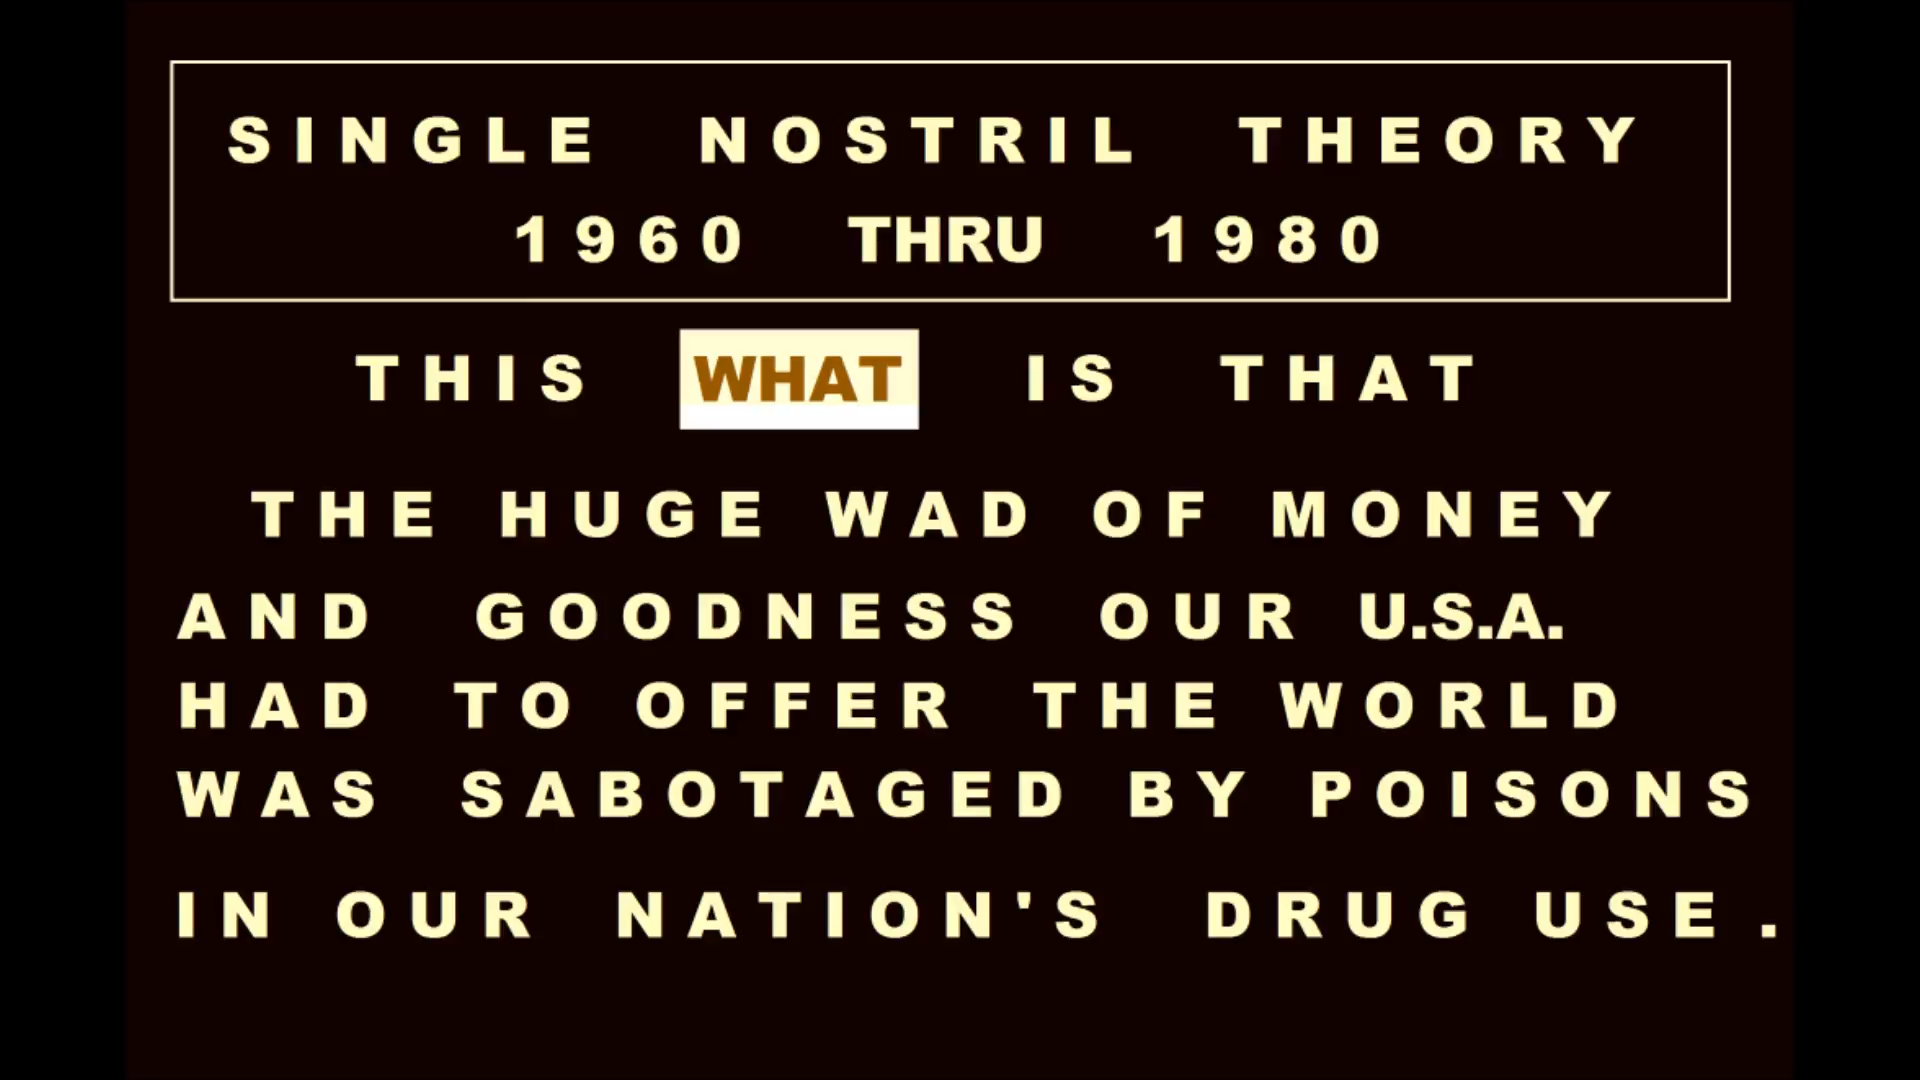 SINGLE NOSTRIL THEORY
1960 THRU 1980
THIS WHAT IS THAT
THE HUGE WAD OF MONEY
AND GOODNESS OUR U.S.A.
HAD TO OFFER THE WORLD
WAS SABOTAGED BY POISONS
IN OUR NATION'S DRUG USE.